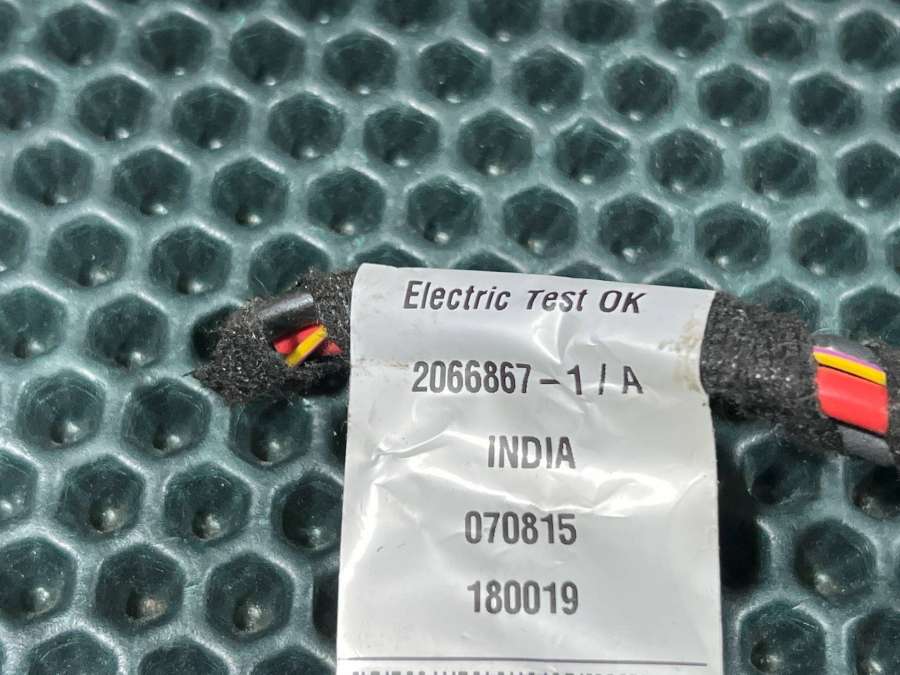 Electric Test OK
2066867-1/A
INDIA
070815
180019